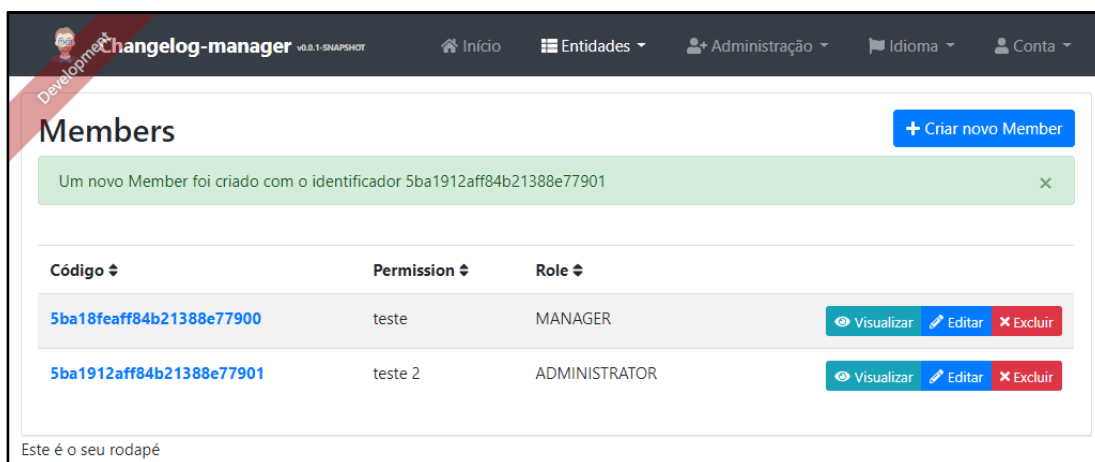 Development
Changelog-manager v0.0.1-SNAPSHOT Início Entidades Administração Idioma Conta
Members
+ Criar novo Member
Um novo Member foi criado com o identificador 5ba1912aff84b21388e77901 ×
Código Permission Role
5ba18feaff84b21388e77900 teste MANAGER Visualizar Editar Excluir
5ba1912aff84b21388e77901 teste 2 ADMINISTRATOR Visualizar Editar Excluir
Este é o seu rodapé